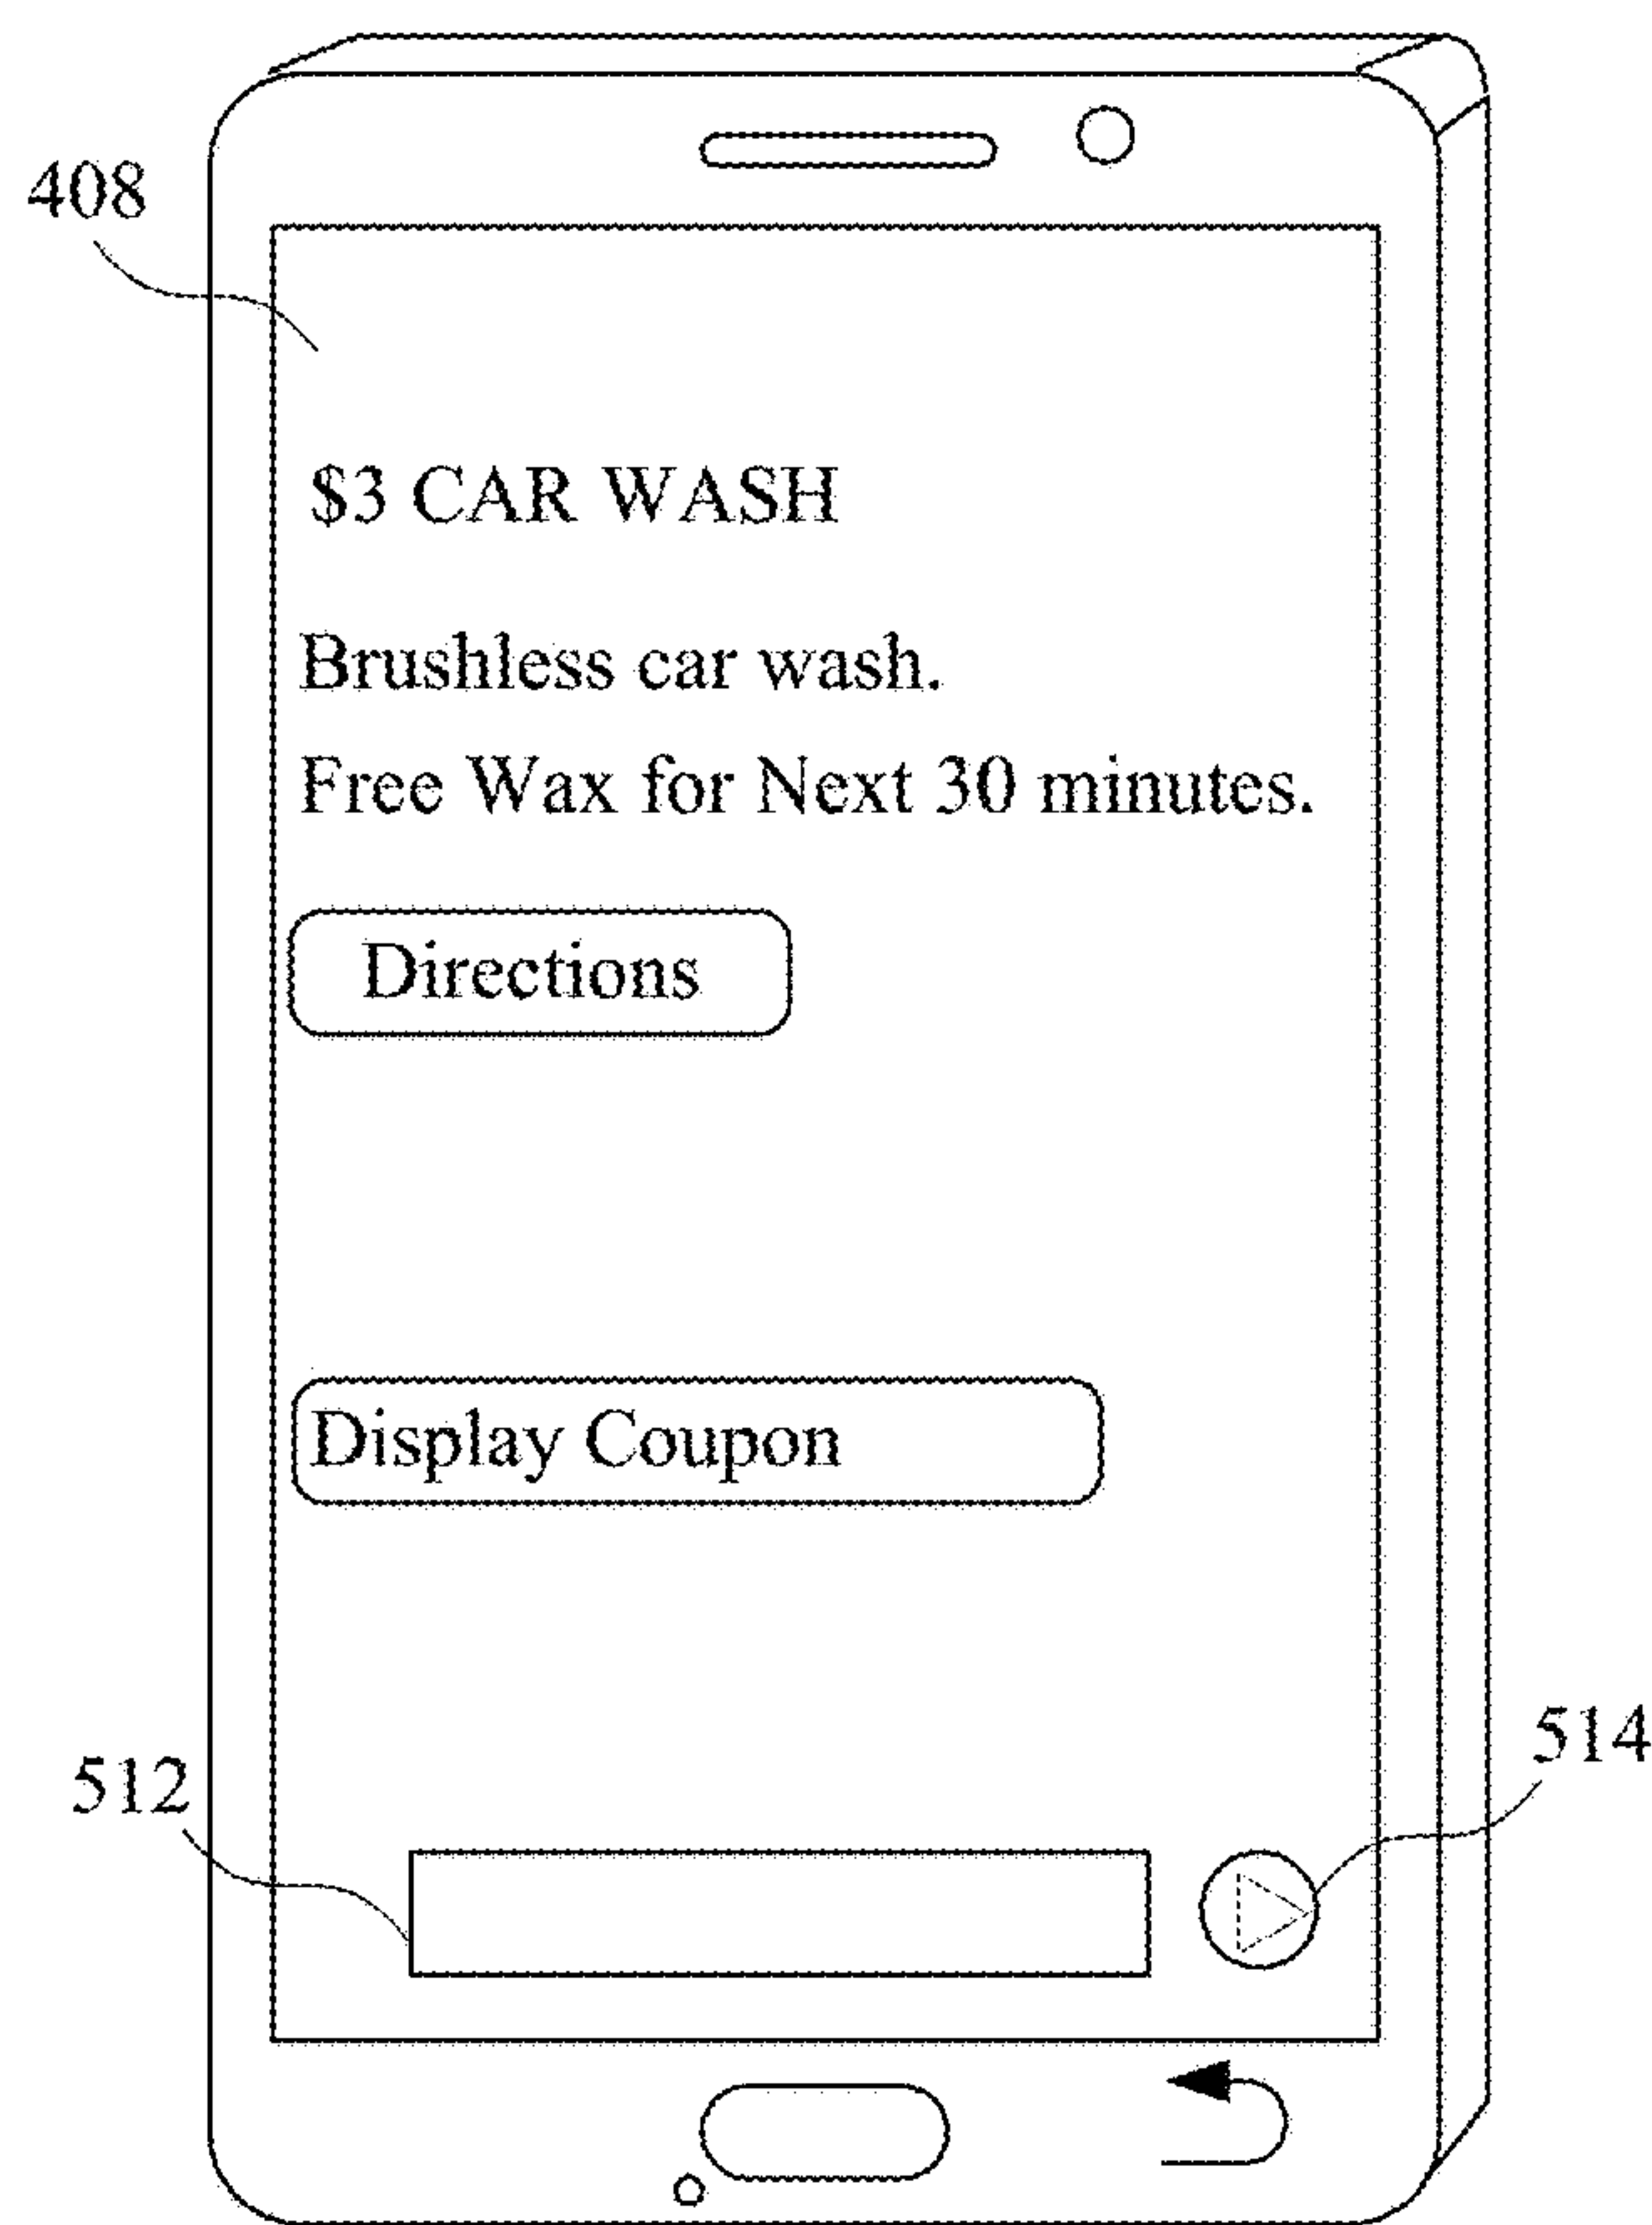 408
$3 CAR WASH
Brushless car wash.
Free Wax for Next 30 minutes.
Directions
Display Coupon
514
512